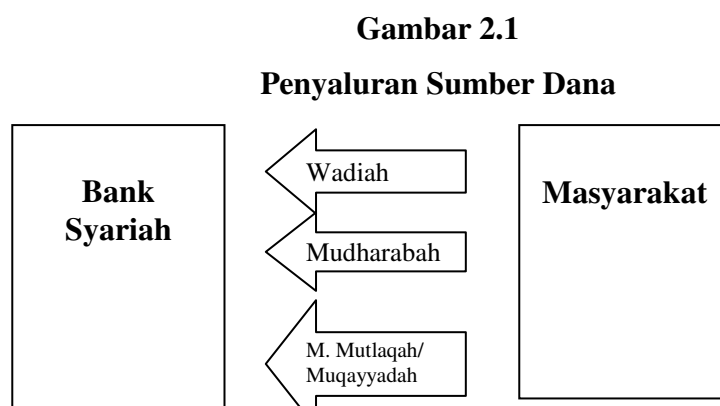 Gambar 2.1
Penyaluran Sumber Dana
Bank
Syariah
Wadiah
Mudharabah
M. Mutlaqah/
Muqayyadah
Masyarakat